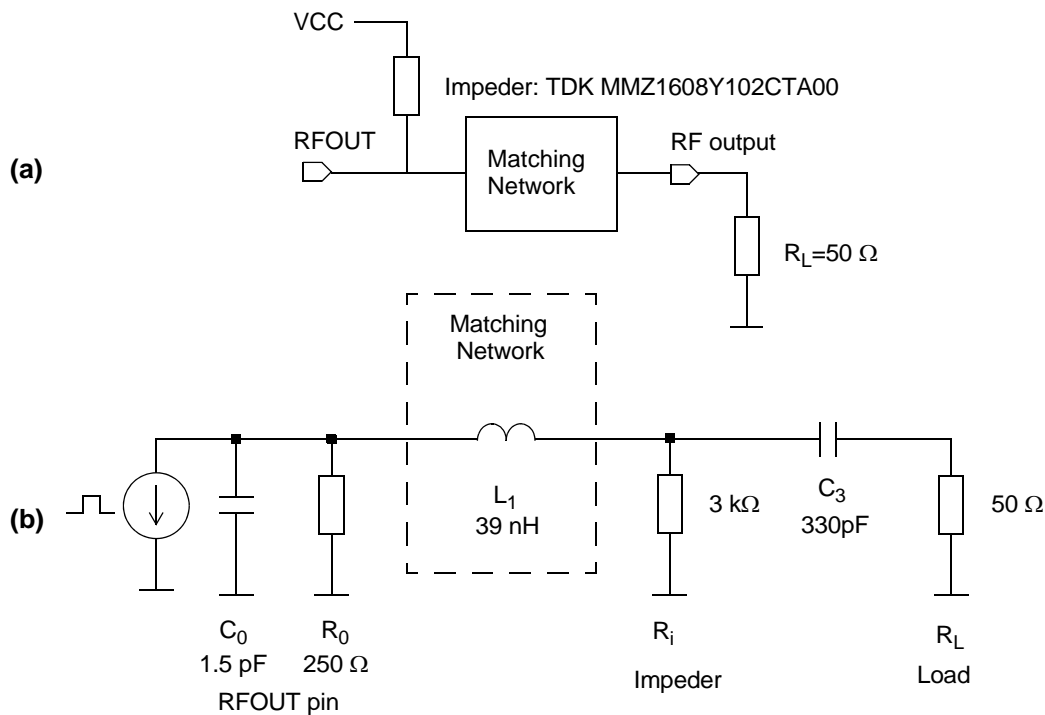 VCC
Impeder: TDK MMZ1608Y102CTA00
RFOUT
Matching
Network
RF output
(a)
R_L=50 Ω
Matching
Network
(b)
L_1
39 nH
3 kΩ
C_3
330pF
50 Ω
C_0
1.5 pF
R_0
250 Ω
RFOUT pin
R_i
Impeder
R_L
Load